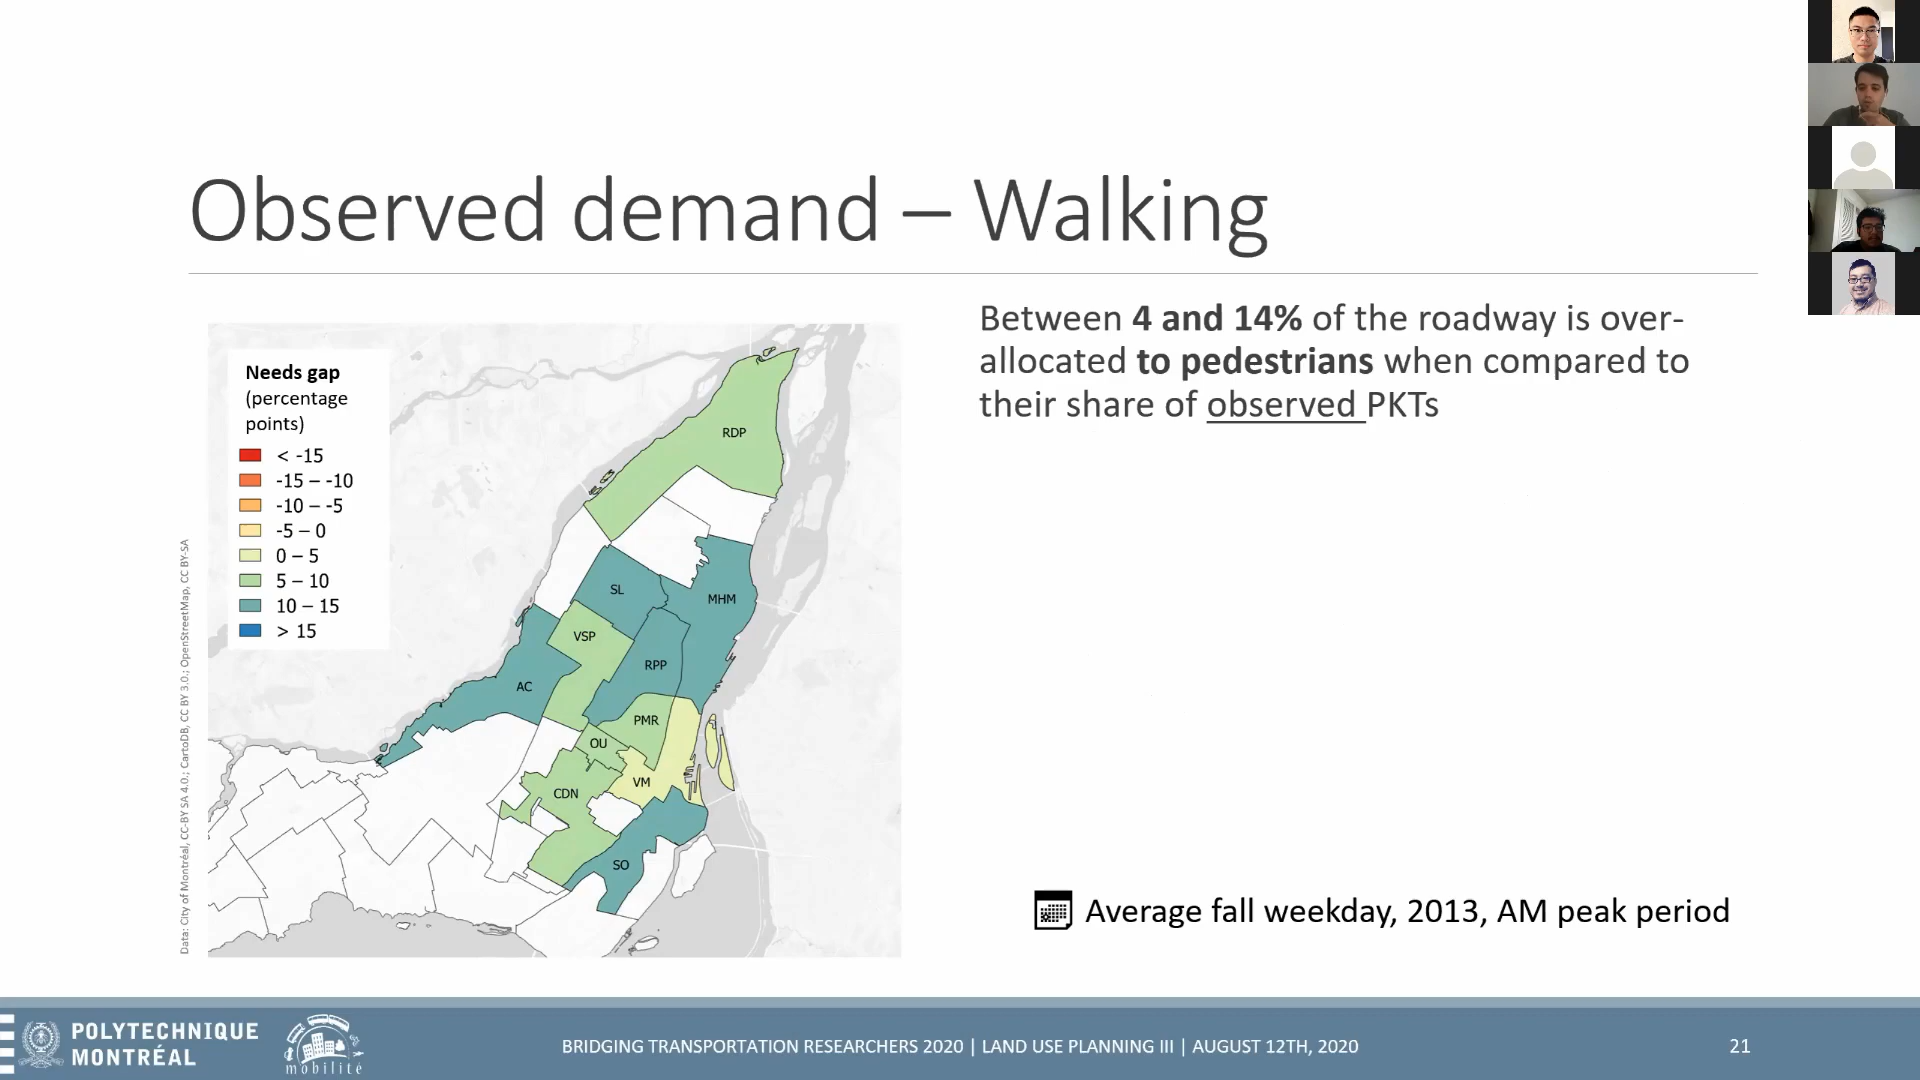 Observed demand – Walking
Between 4 and 14% of the roadway is over-
allocated to pedestrians when compared to
their share of observed PKTs
Needs gap
(percentage
points)
< -15
-15 – -10
-10 – -5
-5 – 0
0 – 5
5 – 10
10 – 15
> 15
RDP
SL
MHM
VSP
RPP
AC
PMR
OU
VM
CDN
SO
Data: City of Montréal, CC-BY SA 4.0.; CartoDB, CC BY 3.0.; OpenStreetMap, CC BY-SA
Average fall weekday, 2013, AM peak period
POLYTECHNIQUE
MONTRÉAL
mobilité
BRIDGING TRANSPORTATION RESEARCHERS 2020 | LAND USE PLANNING III | AUGUST 12TH, 2020
21